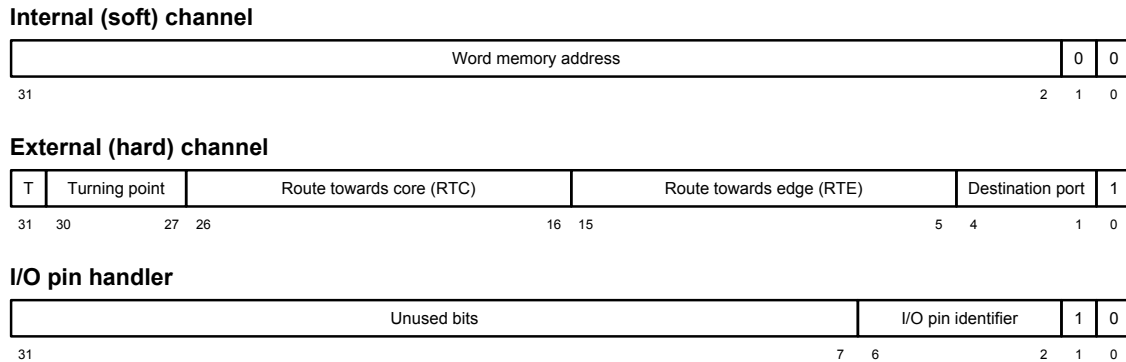 Internal (soft) channel
Word memory address 0 0
31 2 1 0
External (hard) channel
T Turning point Route towards core (RTC) Route towards edge (RTE) Destination port 1
31 30 27 26 16 15 5 4 1 0
I/O pin handler
Unused bits I/O pin identifier 1 0
31 7 6 2 1 0